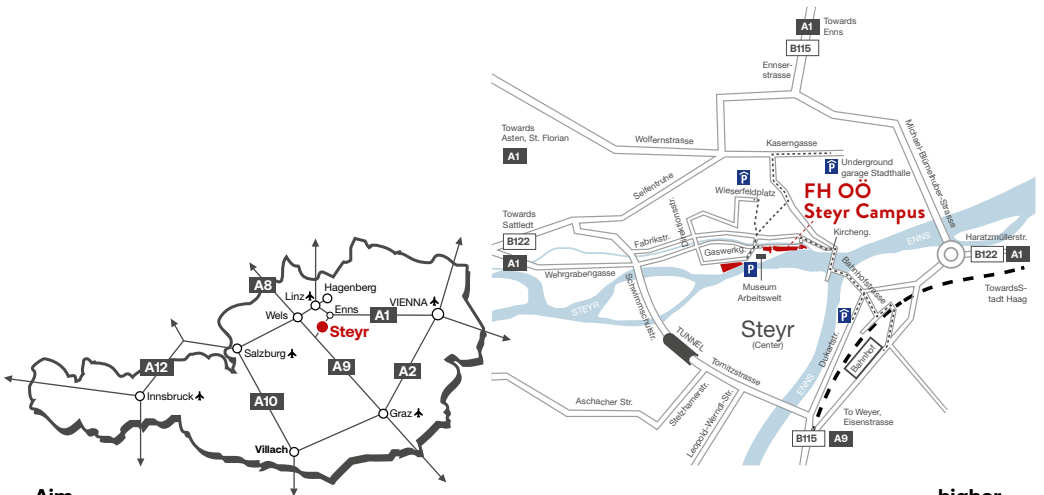 A1
Towards
Enns
B115
Ennser-
strasse
Towards
Asten, St. Florian
A1
Wolfernstrasse
Kaserngasse
Michael-Blümelhuber-Strasse
P
Underground
garage Stadthalle
P
Wieserfeldplatz
Seifentruhe
FH OÖ
Steyr Campus
Towards
Sattledt
B122
A1
Direktionsstr.
Fabrikstr.
Gaswerkg.
Kircheng.
ENNS
Haratzmüllerstr.
B122
A1
TowardsS-
tadt Haag
Wehrgrabengasse
P
Museum
Arbeitswelt
Bahnhofstrasse
STEYR
Schwimmschulstr.
Steyr
(Center)
P
Dukartstr.
TUNNEL
Tomitzstrasse
Bahnhof
ENNS
Aschacher Str.
Stelzhamerstr.
Leopold-Werndl-Str.
To Weyer,
Eisenstrasse
B115
A9
A8
Hagenberg
Linz
Enns
VIENNA
Wels
A1
Steyr
Salzburg
A12
A9
A2
Innsbruck
A10
Graz
Villach
Aim
higher